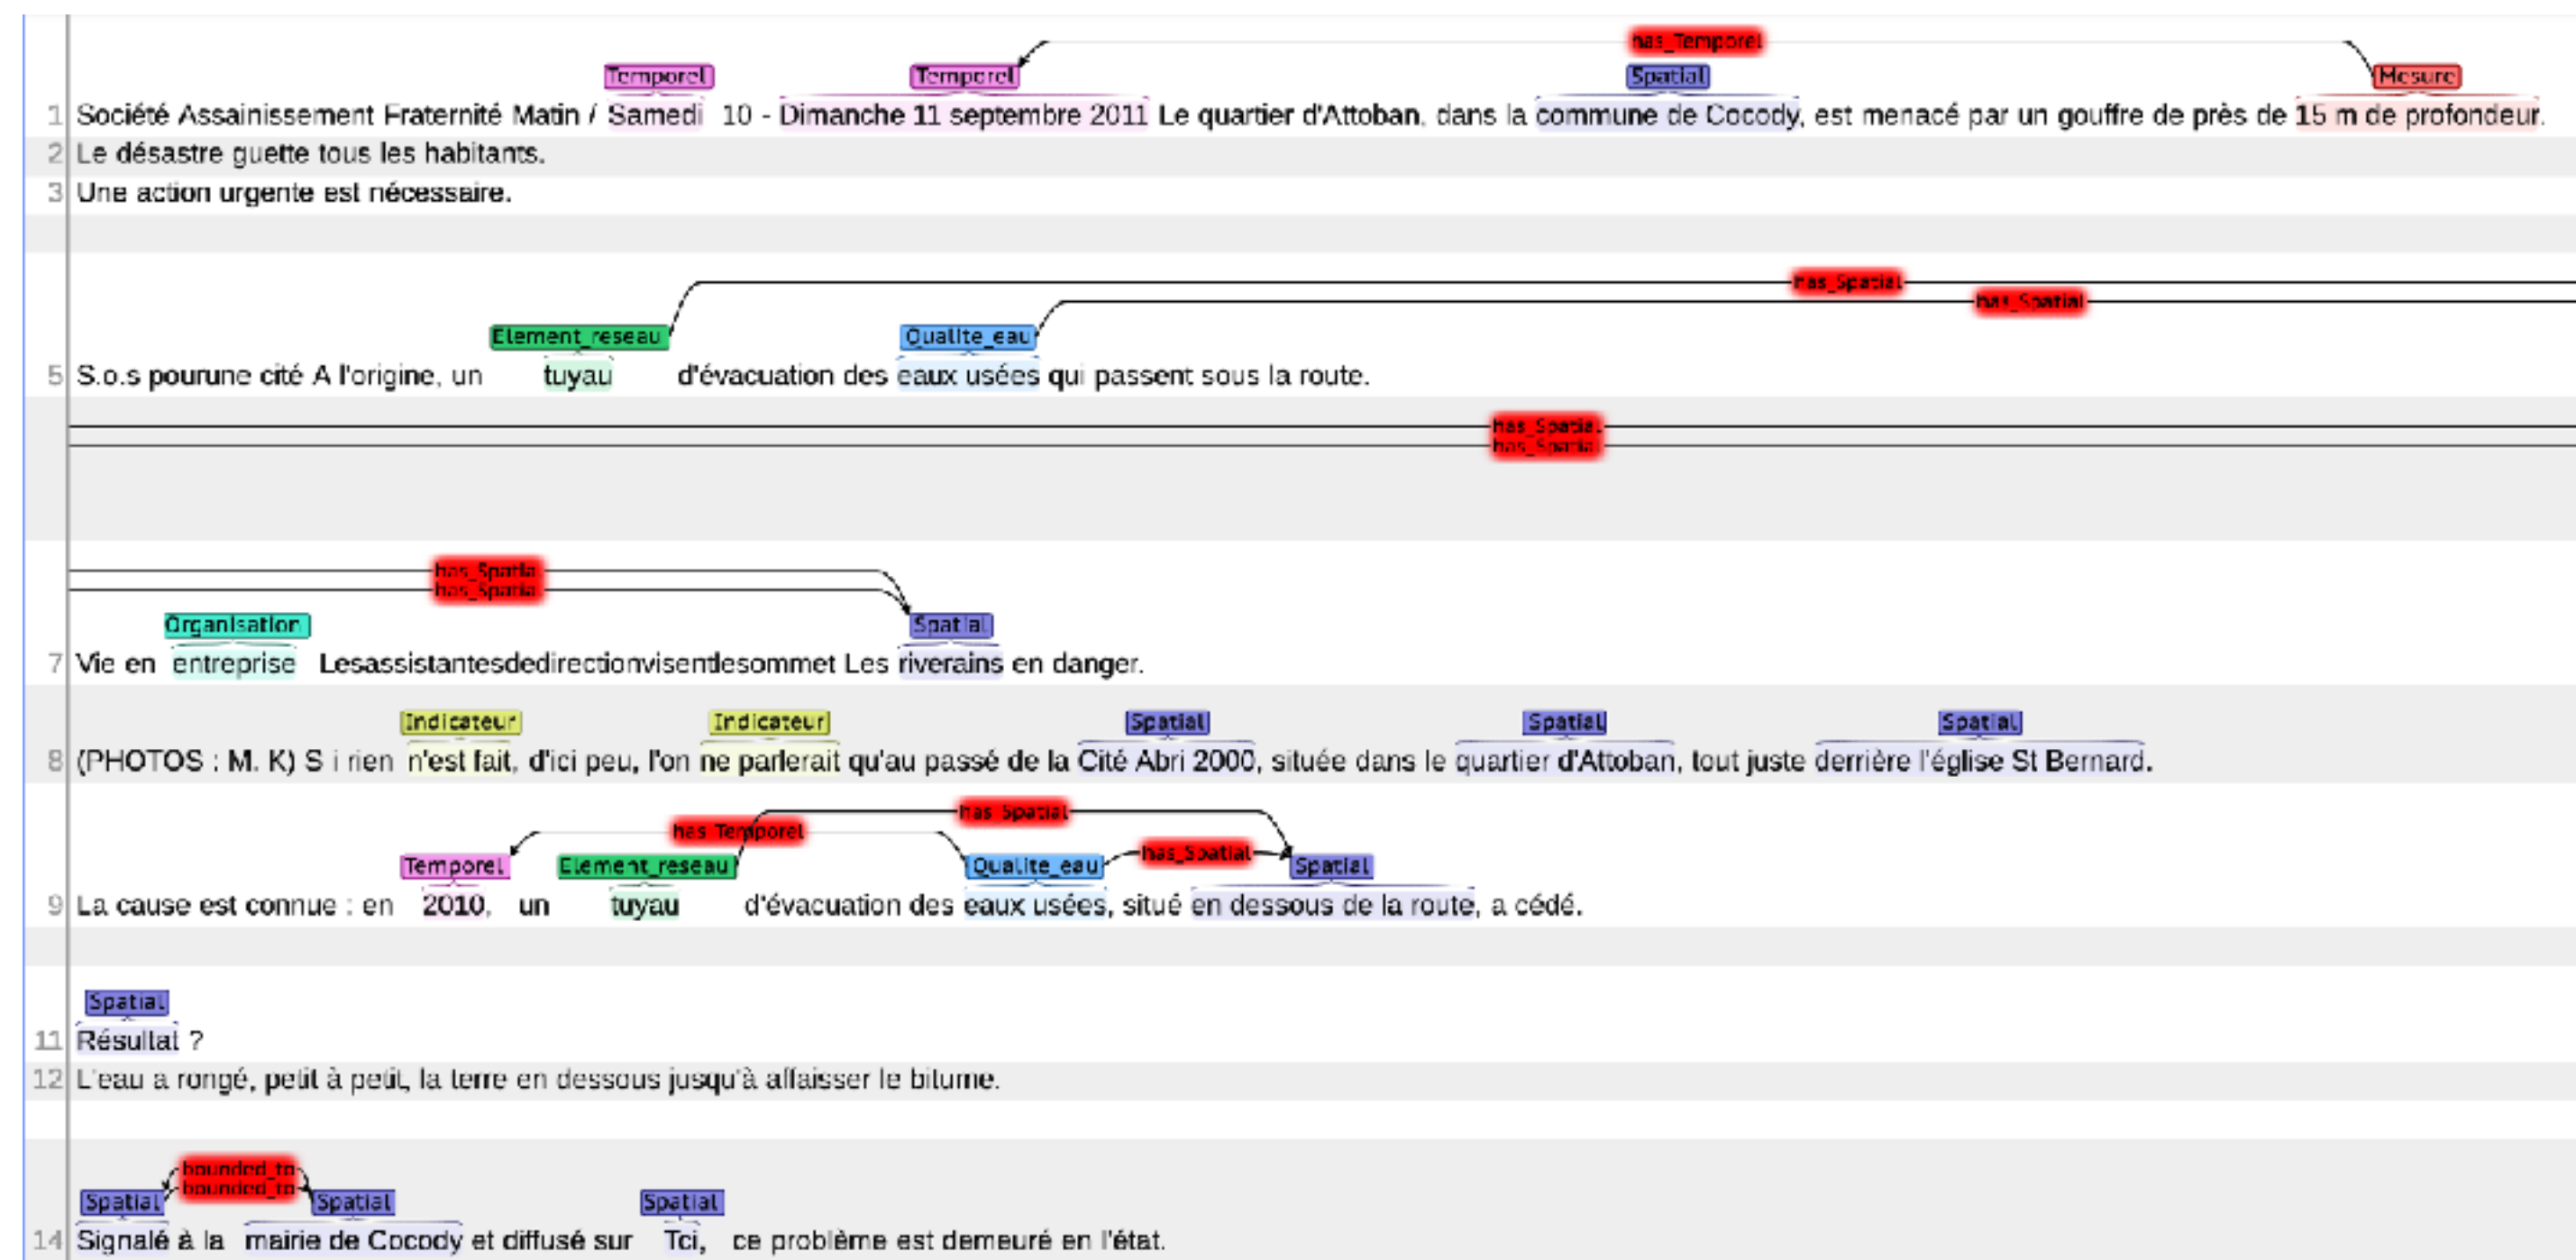 has_Temporel
Temporel Temporel Spatial Mesure
1 Société Assainissement Fraternité Matin / Samedi 10 - Dimanche 11 septembre 2011 Le quartier d'Attoban, dans la commune de Cocody, est menacé par un gouffre de près de 15 m de profondeur.
2 Le désastre guette tous les habitants.
3 Une action urgente est nécessaire.
has_Spatial
has_Spatial
Element_reseau Qualite_eau
5 S.o.s pourune cité A l'origine, un tuyau d'évacuation des eaux usées qui passent sous la route.
has_Spatial
has_Spatial
has_Spatial
has_Spatial
Organisation Spatial
7 Vie en entreprise Lesassistantesdedirectionvisentlesommet Les riverains en danger.
Indicateur Indicateur Spatial Spatial Spatial
8 (PHOTOS : M. K) S i rien n'est fait, d'ici peu, l'on ne parlerait qu'au passé de la Cité Abri 2000, située dans le quartier d'Attoban, tout juste derrière l'église St Bernard.
has_Spatial
has_Temporel
has_Spatial
Temporel Element_reseau Qualite_eau Spatial
9 La cause est connue : en 2010, un tuyau d'évacuation des eaux usées, situé en dessous de la route, a cédé.
Spatial
11 Résultat ?
12 L'eau a rongé, petit à petit, la terre en dessous jusqu'à affaisser le bitume.
bounded_to
bounded_to
Spatial Spatial Spatial
14 Signalé à la mairie de Cocody et diffusé sur Tci, ce problème est demeuré en l'état.